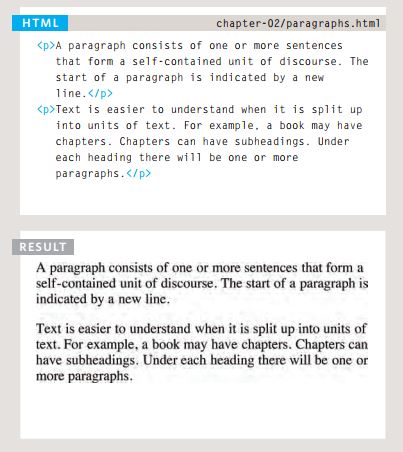 HTML chapter-02/paragraphs.html
<p>A paragraph consists of one or more sentences
that form a self-contained unit of discourse. The
start of a paragraph is indicated by a new
line.</p>
<p>Text is easier to understand when it is split up
into units of text. For example, a book may have
chapters. Chapters can have subheadings. Under
each heading there will be one or more
paragraphs.</p>
RESULT
A paragraph consists of one or more sentences that form a
self-contained unit of discourse. The start of a paragraph is
indicated by a new line.
Text is easier to understand when it is split up into units of
text. For example, a book may have chapters. Chapters can
have subheadings. Under each heading there will be one or
more paragraphs.